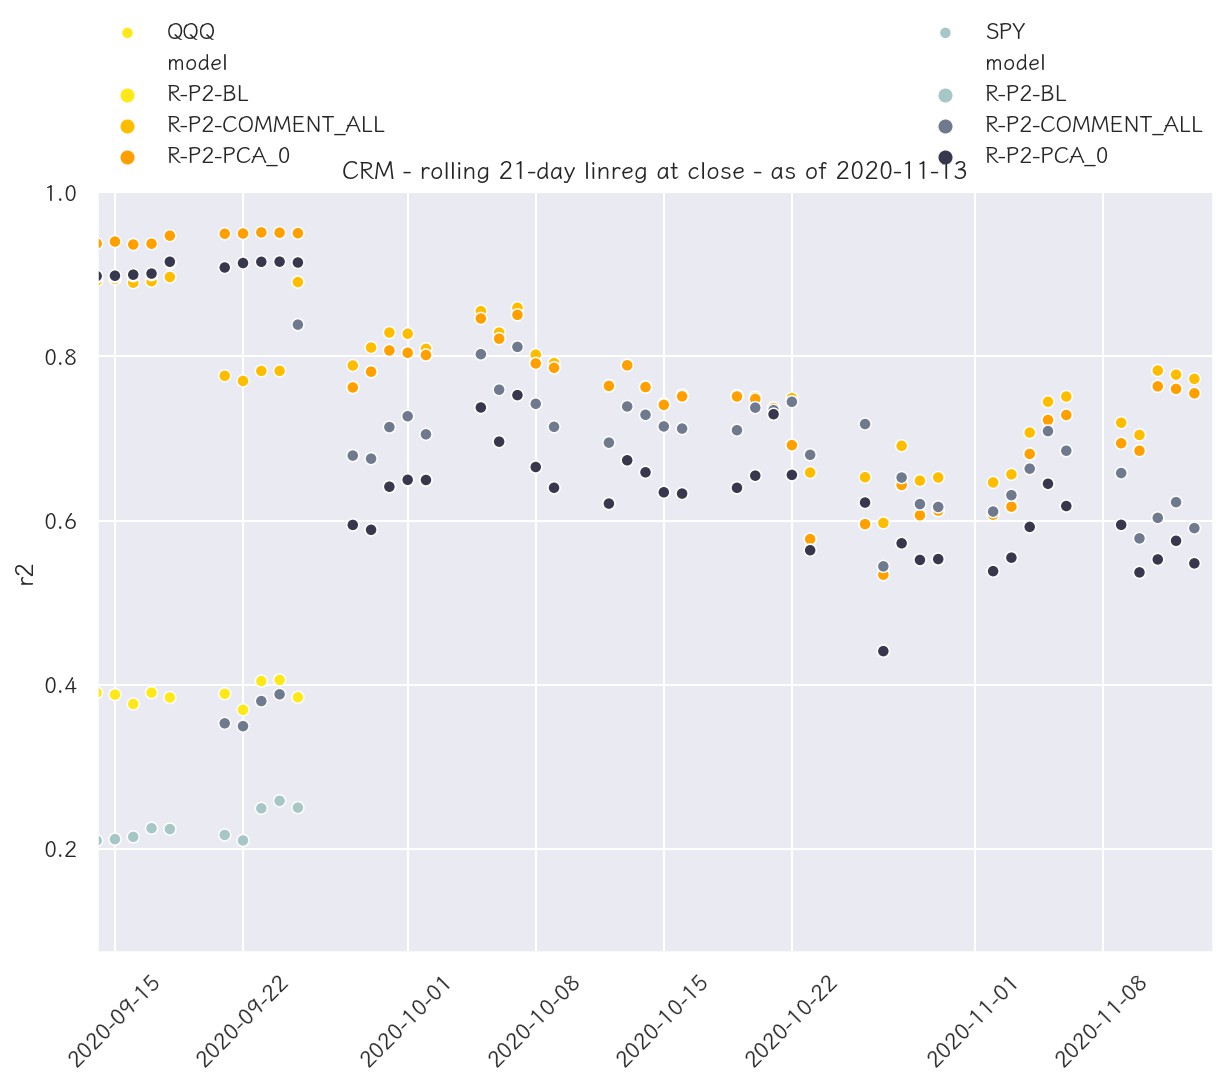 QQQ
model
R-P2-BL
R-P2-COMMENT_ALL
R-P2-PCA_0
SPY
model
R-P2-BL
R-P2-COMMENT_ALL
R-P2-PCA_0
CRM - rolling 21-day linreg at close - as of 2020-11-13
1.0
0.8
0.6
0.4
0.2
r2
2020-09-15
2020-09-22
2020-10-01
2020-10-08
2020-10-15
2020-10-22
2020-11-01
2020-11-08